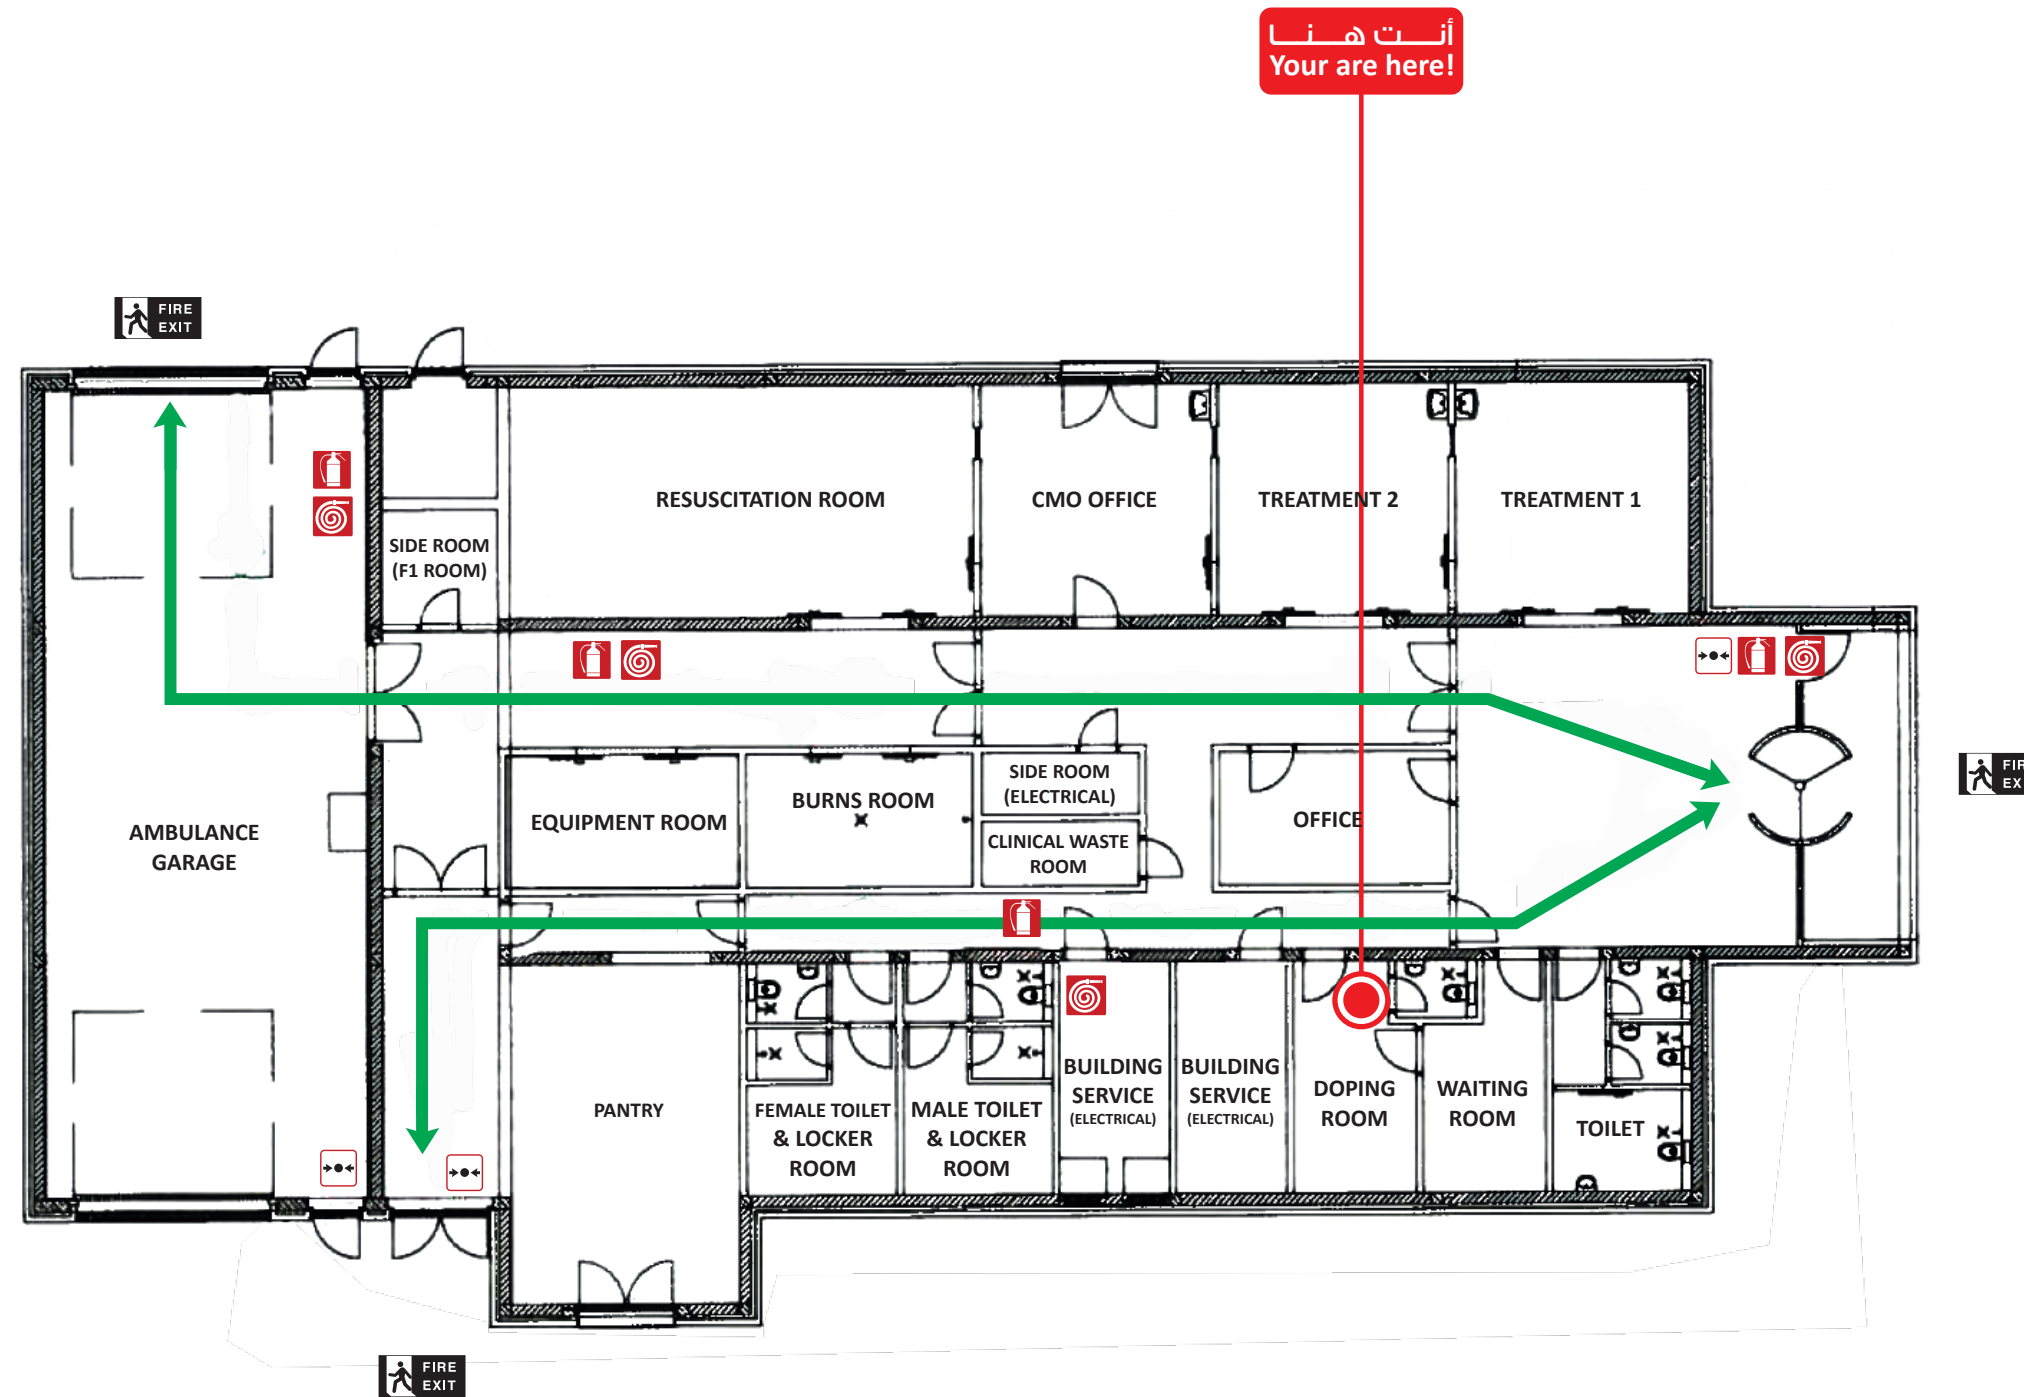 أنت هنا
Your are here!
FIRE
EXIT
RESUSCITATION ROOM
CMO OFFICE
TREATMENT 2
TREATMENT 1
SIDE ROOM
(F1 ROOM)
FIR
EX
SIDE ROOM
(ELECTRICAL)
BURNS ROOM
EQUIPMENT ROOM
OFFICE
AMBULANCE
GARAGE
CLINICAL WASTE
ROOM
PANTRY
FEMALE TOILET
& LOCKER
ROOM
MALE TOILET
& LOCKER
ROOM
BUILDING
SERVICE
(ELECTRICAL)
BUILDING
SERVICE
(ELECTRICAL)
DOPING
ROOM
WAITING
ROOM
TOILET
FIRE
EXIT